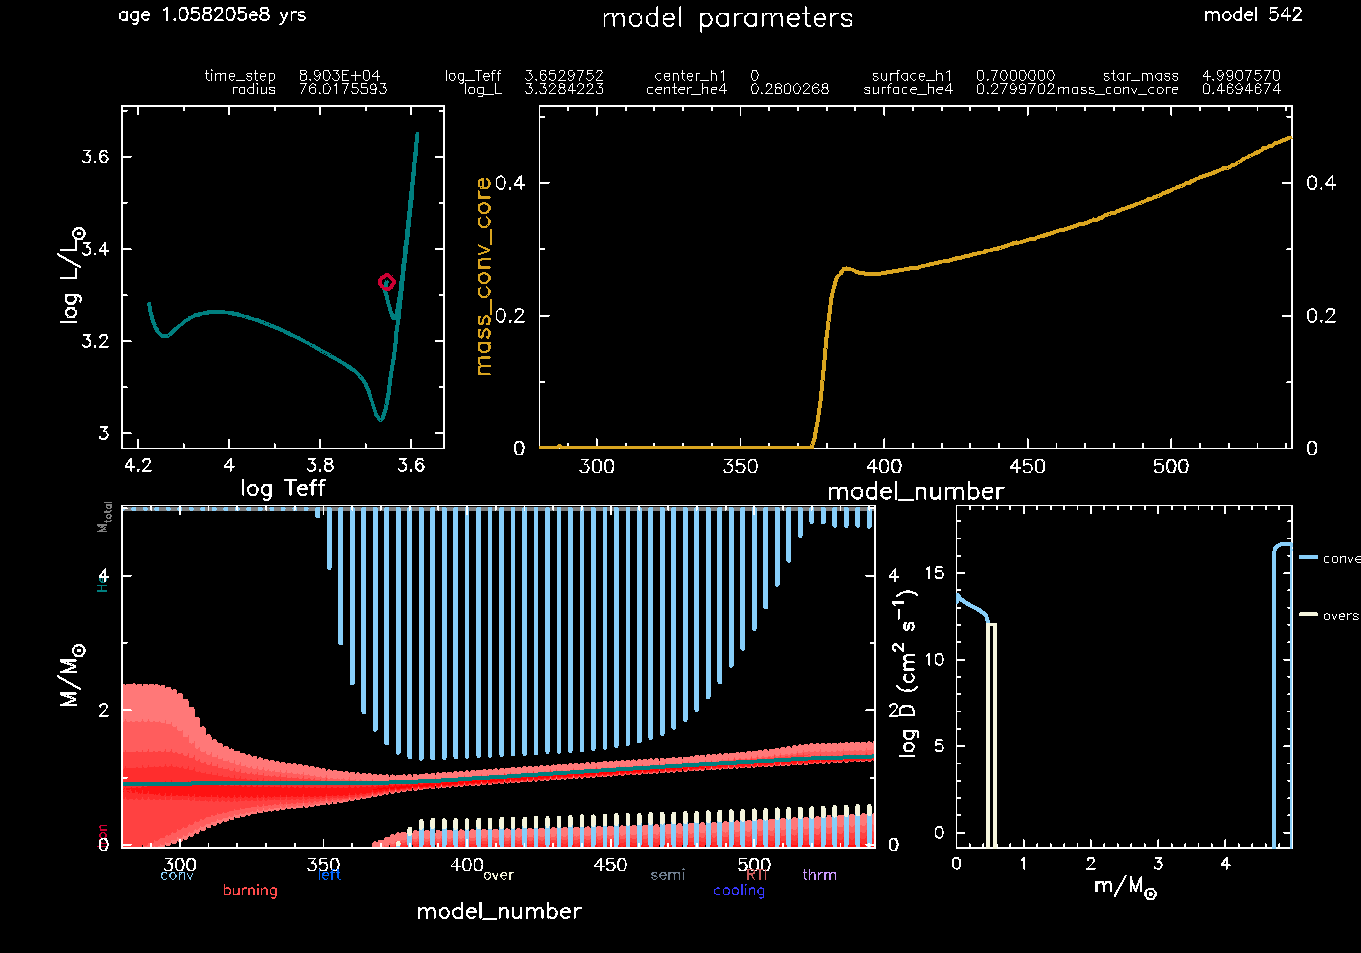 age 1.058205e8 yrs model parameters model 542
time_step 8.903E+04 log_Teff 3.6529752 center_h1 0 surface_h1 0.7000000 star_mass 4.9907570
radius 76.0175593 log_L 3.3284223 center_he4 0.2800268 surface_he4 0.2799702 mass_conv_core 0.4694674
log L/L☉
3.6
3.4
3.2
3
4.2 4 3.8 3.6
log Teff
mass_conv_core
0.4 0.4
0.2 0.2
0 0
300 350 400 450 500
model_number
M/M☉
Mtotal
He
4 4
2 2
0 0
300 350 400 450 500
conv left over semi RTI thrm
burning cooling
model_number
log D (cm² s⁻¹)
15
10
5
0
0 1 2 3 4
m/M☉
conve
overs